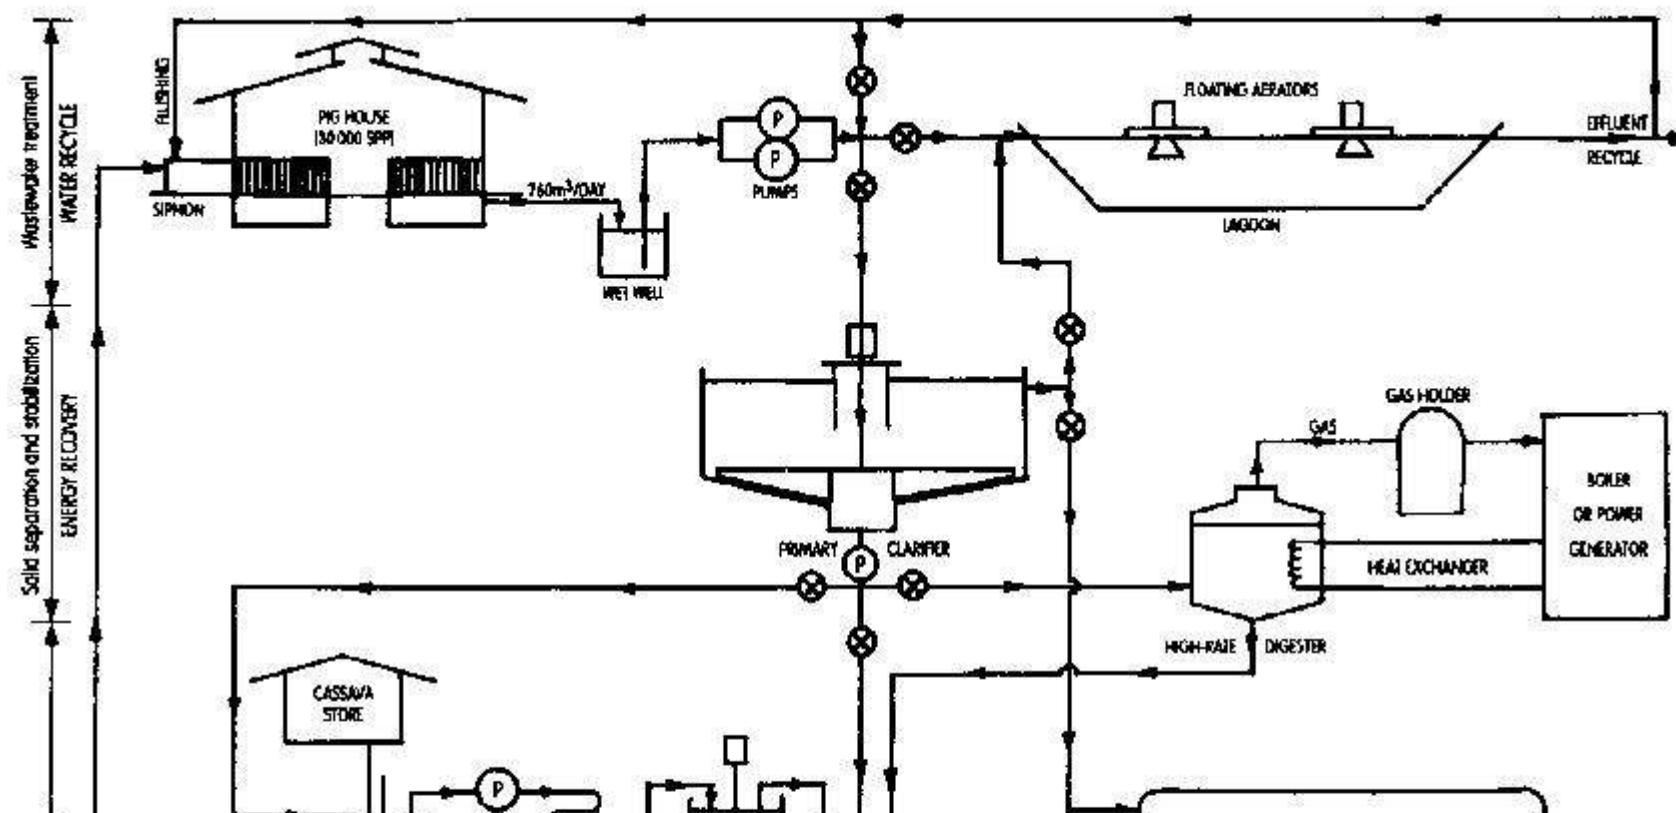 Wastewater treatment
WATER RECYCLE
FLUSHING
PIG HOUSE
(30000 SPP)
SIPHON
760m³/DAY
WET WELL
P
P
PUMPS
FLOATING AERATORS
EFFLUENT
RECYCLE
LAGOON
Solid separation and stabilization
ENERGY RECOVERY
PRIMARY CLARIFIER
P
GAS HOLDER
GAS
BOILER
OR POWER
GENERATOR
HEAT EXCHANGER
HIGH-RATE DIGESTER
CASSAVA
STORE
P